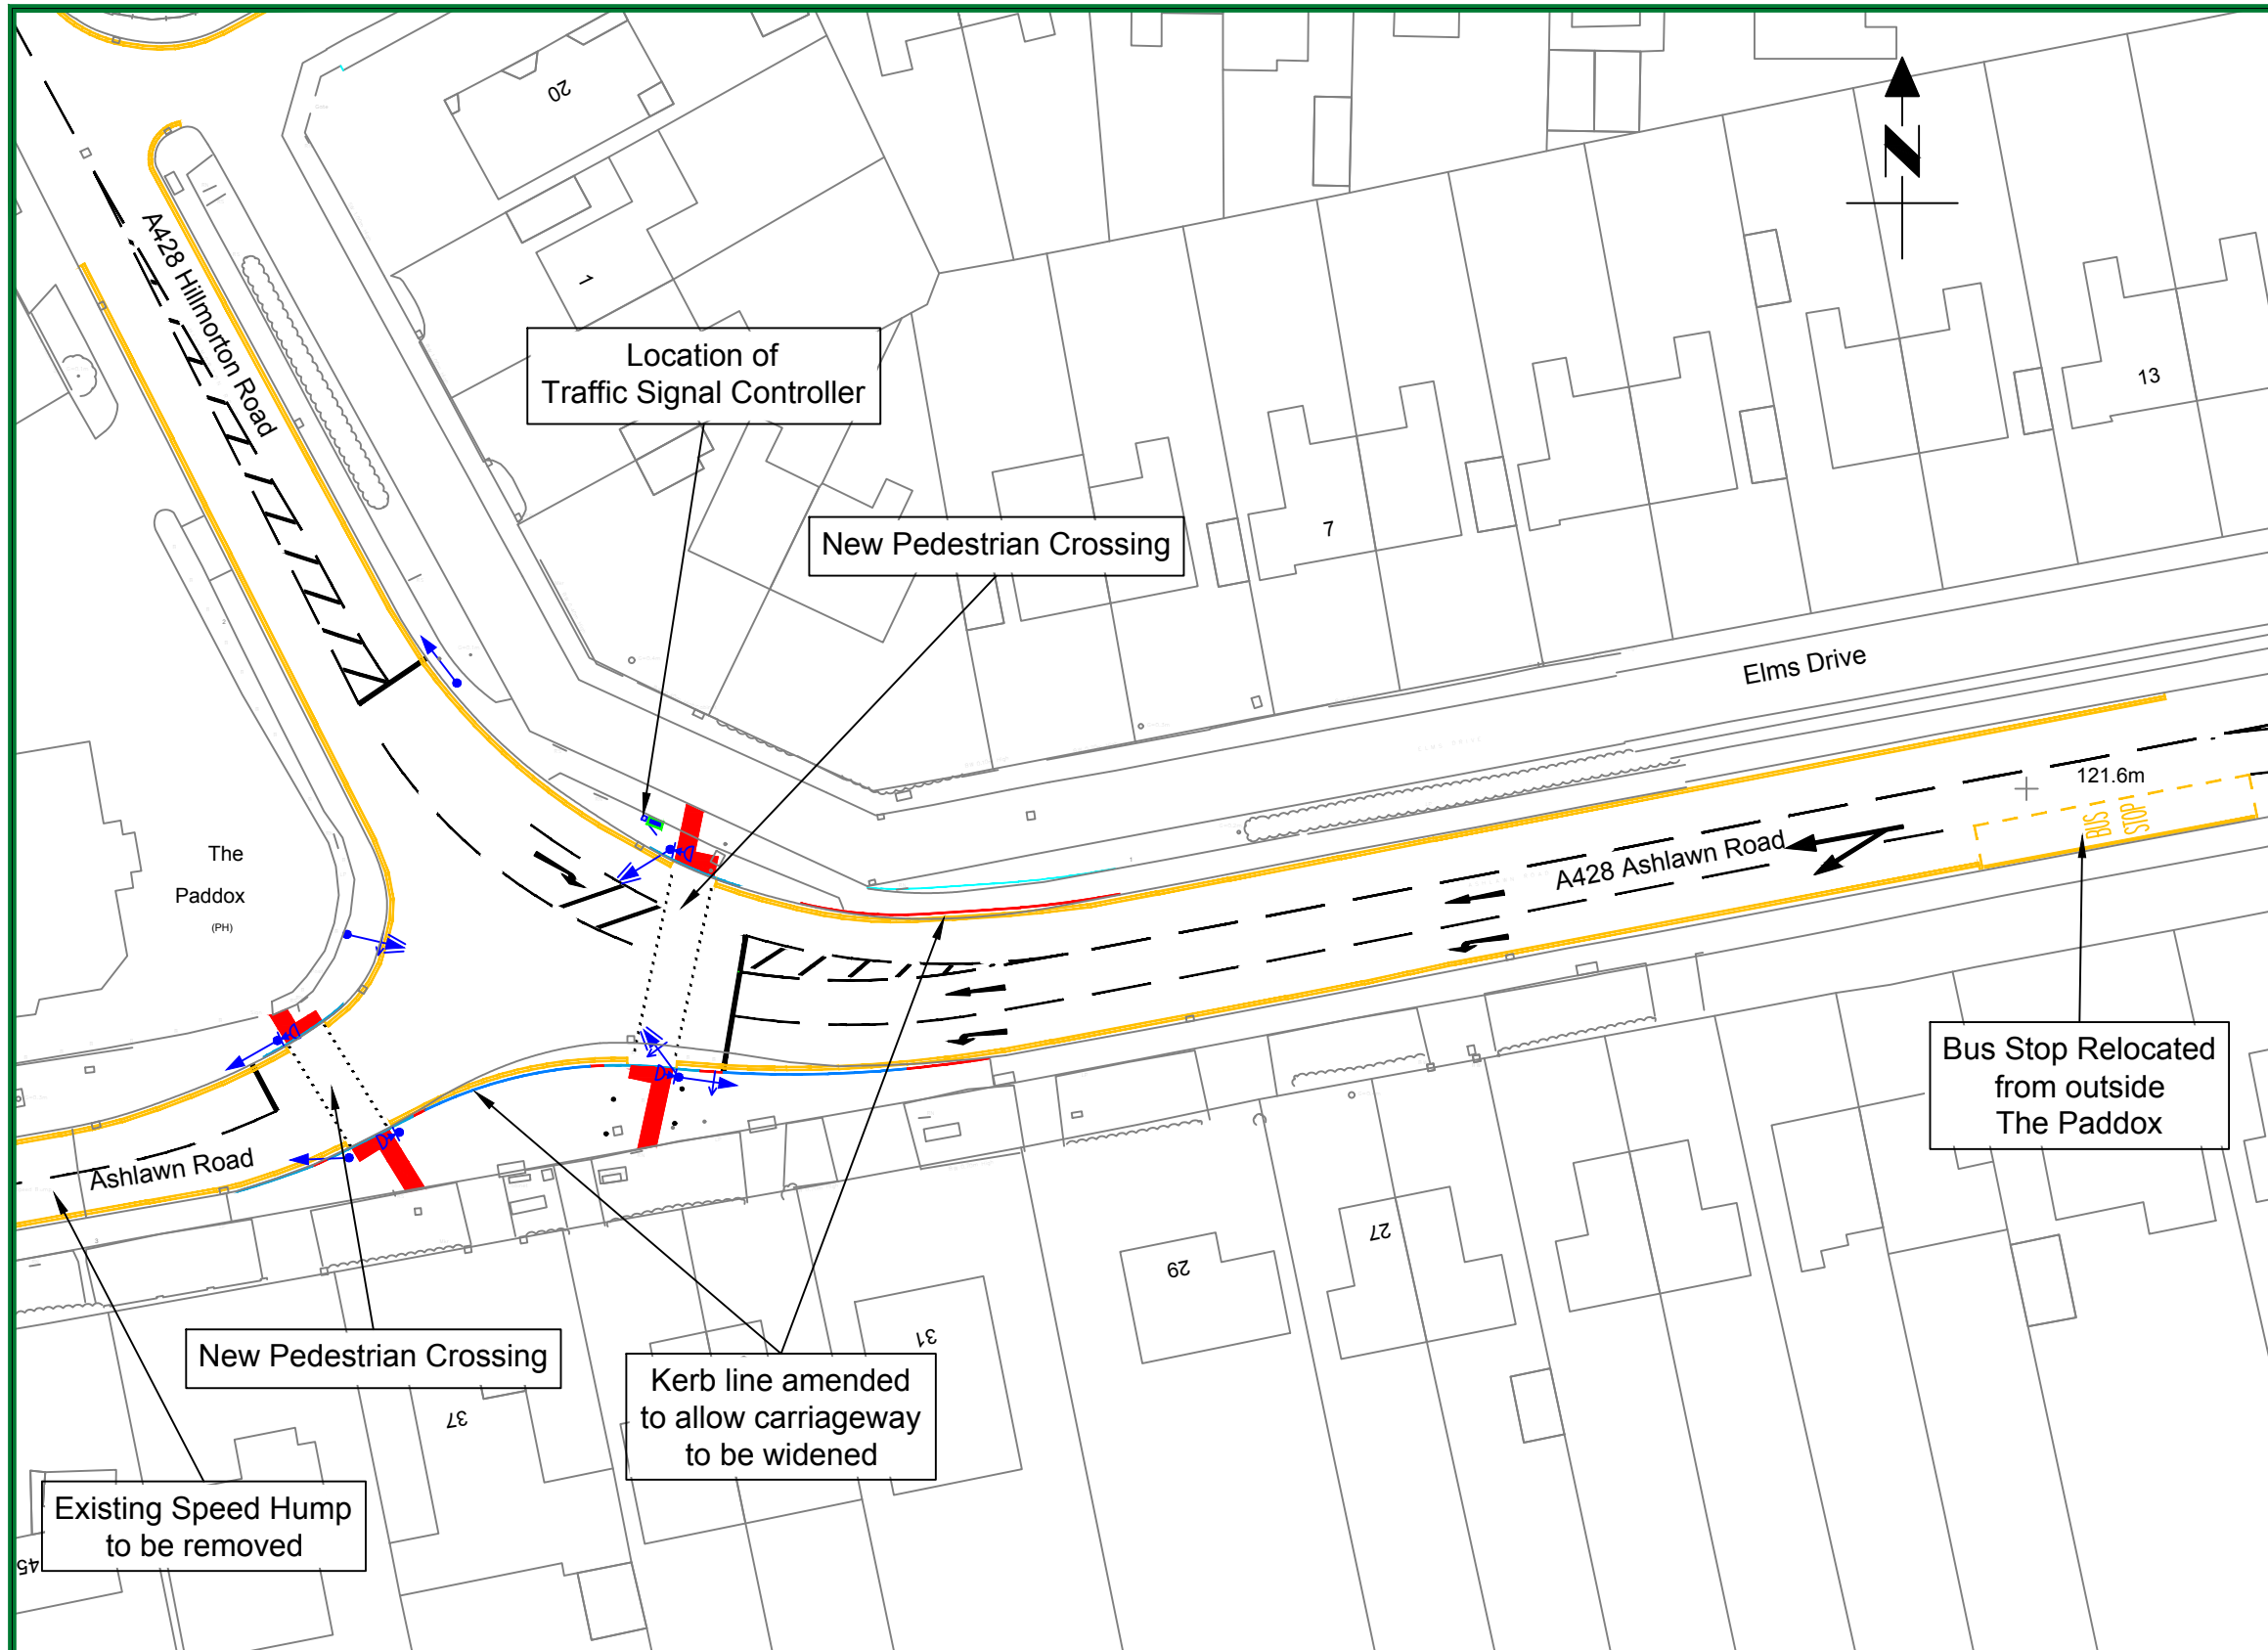 20
N
A428 Hillmorton Road
1
Location of
Traffic Signal Controller
13
New Pedestrian Crossing
7
Elms Drive
121.6m
BUS
STOP
A428 Ashlawn Road
The
Paddox
(PH)
Bus Stop Relocated
from outside
The Paddox
Ashlawn Road
27
29
31
New Pedestrian Crossing
Kerb line amended
to allow carriageway
to be widened
37
Existing Speed Hump
to be removed
45